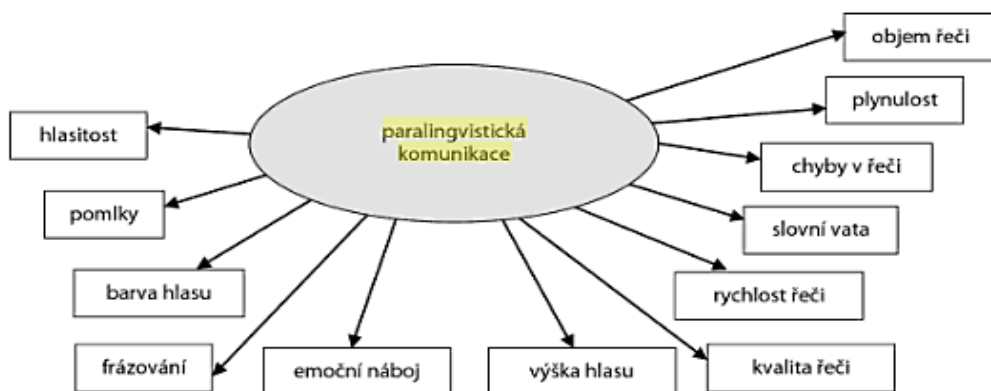 objem řeči
plynulost
paralingvistická
komunikace
hlasitost
chyby v řeči
pomlky
slovní vata
barva hlasu
rychlost řeči
frázování
emoční náboj
výška hlasu
kvalita řeči